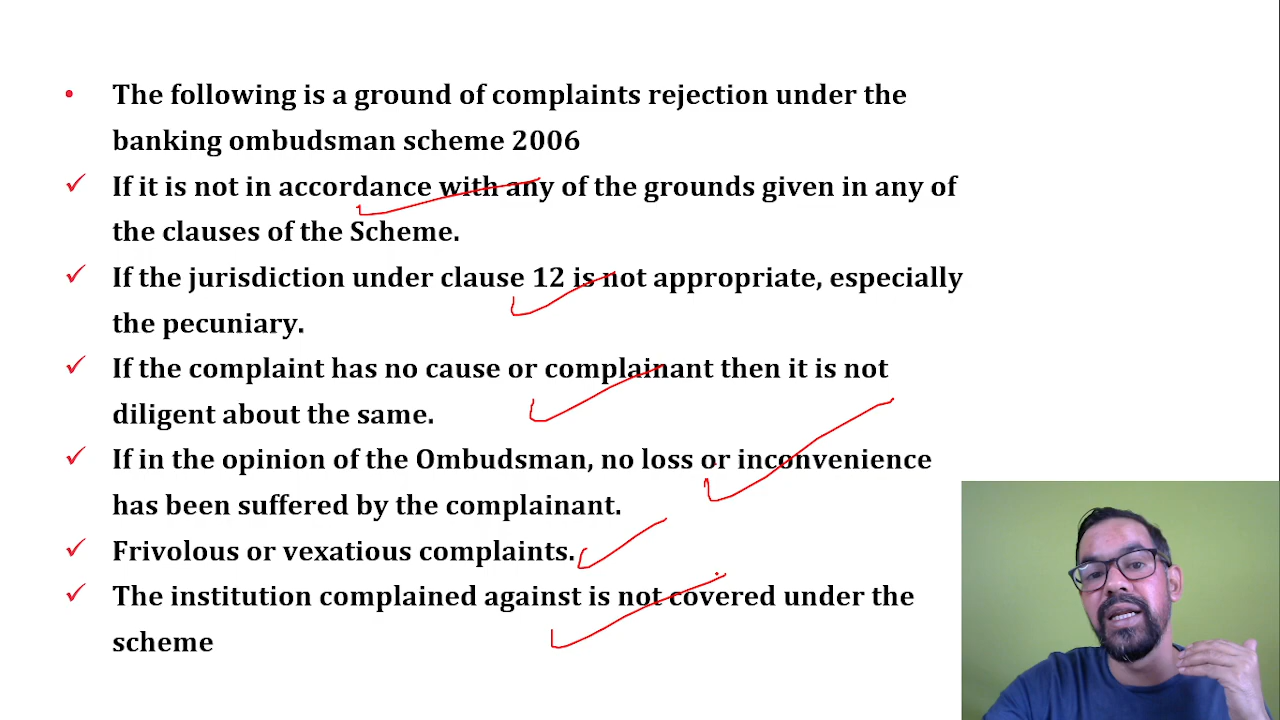 • The following is a ground of complaints rejection under the
banking ombudsman scheme 2006
✓ If it is not in accordance with any of the grounds given in any of
the clauses of the Scheme.
✓ If the jurisdiction under clause 12 is not appropriate, especially
the pecuniary.
✓ If the complaint has no cause or complainant then it is not
diligent about the same.
✓ If in the opinion of the Ombudsman, no loss or inconvenience
has been suffered by the complainant.
✓ Frivolous or vexatious complaints.
✓ The institution complained against is not covered under the
scheme